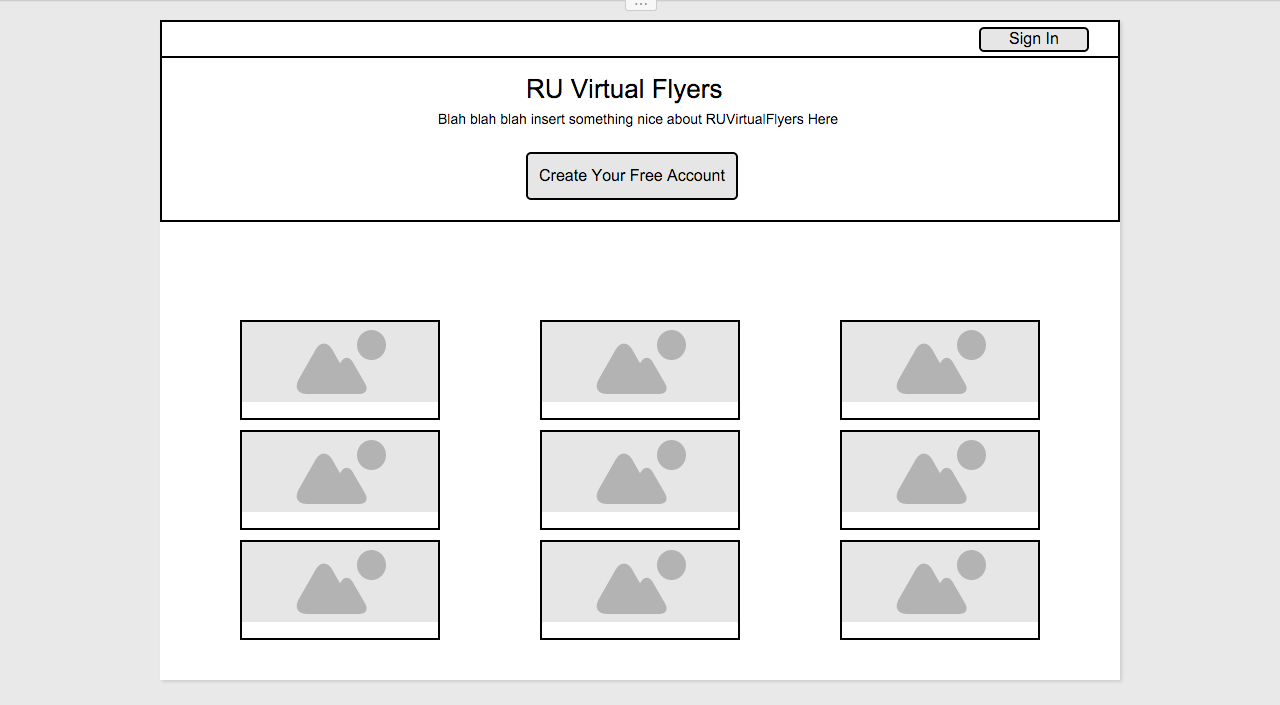 Sign In
RU Virtual Flyers
Blah blah blah insert something nice about RUVirtualFlyers Here
Create Your Free Account